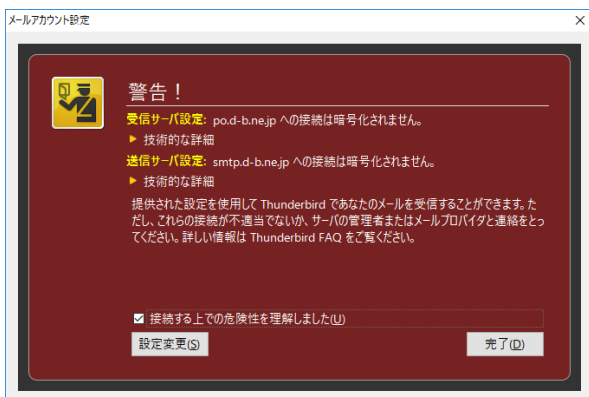 メールアカウント設定
警告！
受信サーバ設定: po.d-b.ne.jp への接続は暗号化されません。
技術的な詳細
送信サーバ設定: smtp.d-b.ne.jp への接続は暗号化されません。
技術的な詳細
提供された設定を使用して Thunderbird であなたのメールを受信することができます。た
だし、これらの接続が不適当でないか、サーバの管理者またはメールプロバイダと連絡をとっ
てください。詳しい情報は Thunderbird FAQ をご覧ください。
接続する上での危険性を理解しました(U)
設定変更(S)
完了(D)